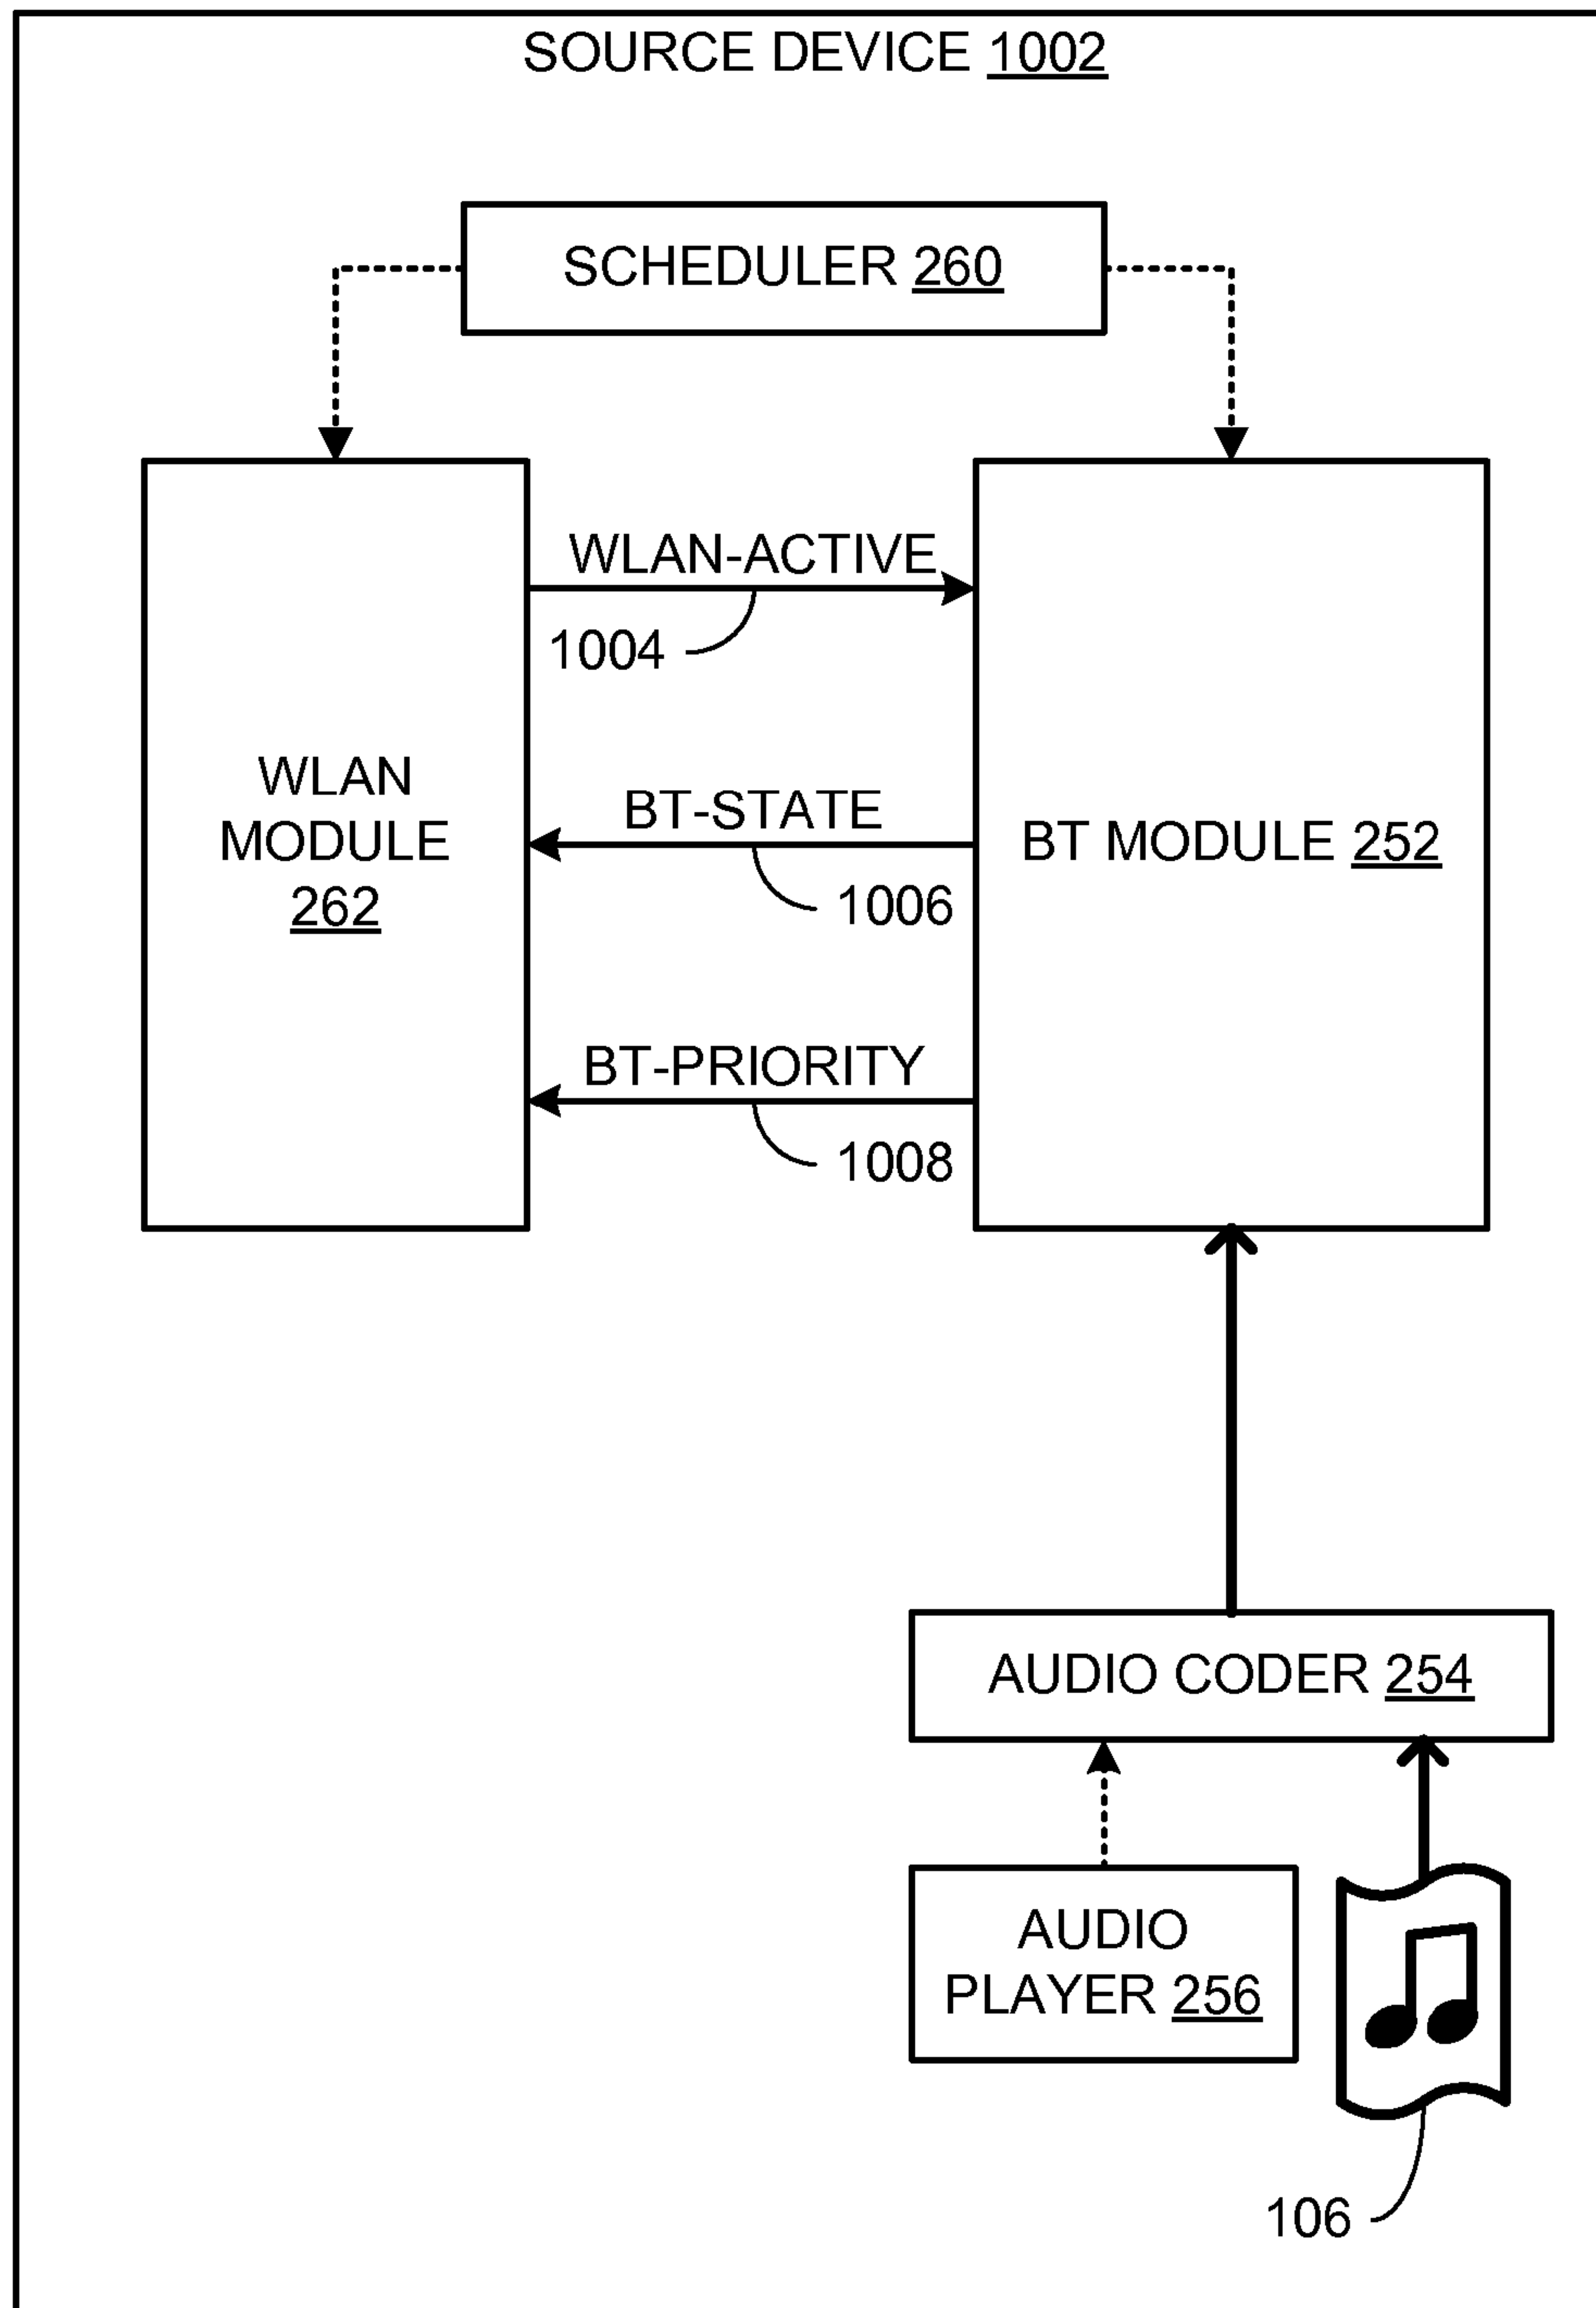 SOURCE DEVICE 1002
SCHEDULER 260
WLAN-ACTIVE
1004
WLAN
MODULE
262
BT-STATE
1006
BT MODULE 252
BT-PRIORITY
1008
AUDIO CODER 254
AUDIO
PLAYER 256
106